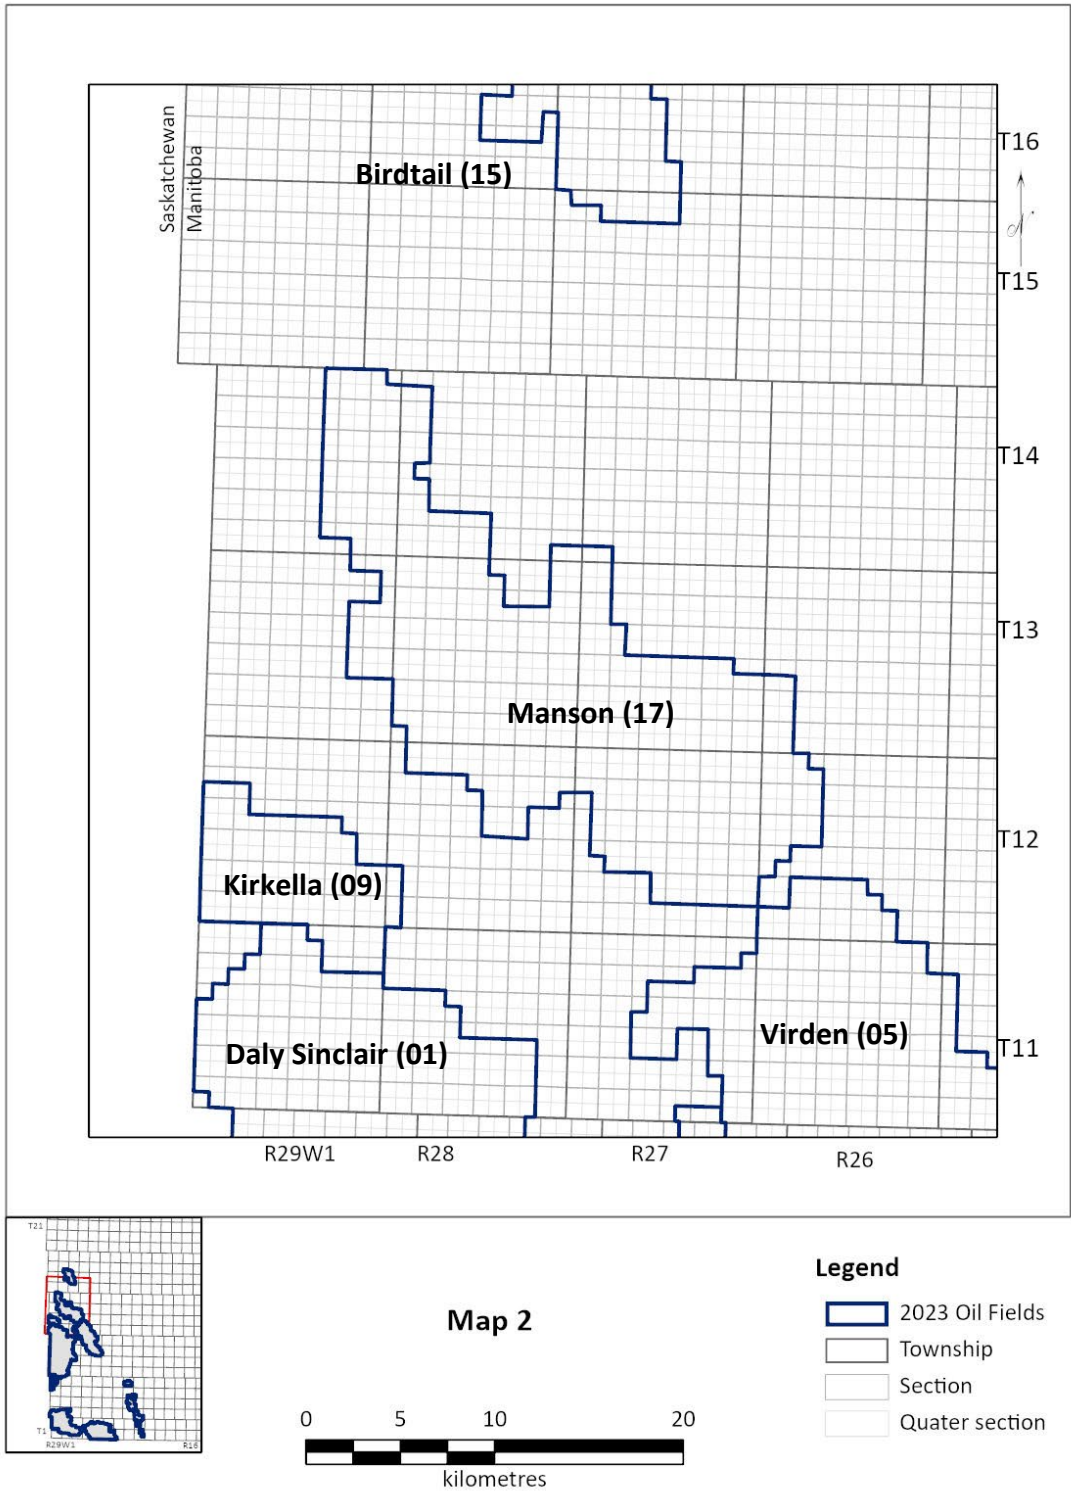 Saskatchewan
Manitoba
T16
Birdtail (15)
N
T15
T14
T13
Manson (17)
T12
Kirkella (09)
Virden (05)
T11
Daly Sinclair (01)
R29W1
R28
R27
R26
T21
T1
R29W1
R16
Map 2
Legend
2023 Oil Fields
Township
Section
Quater section
0 5 10 20
kilometres